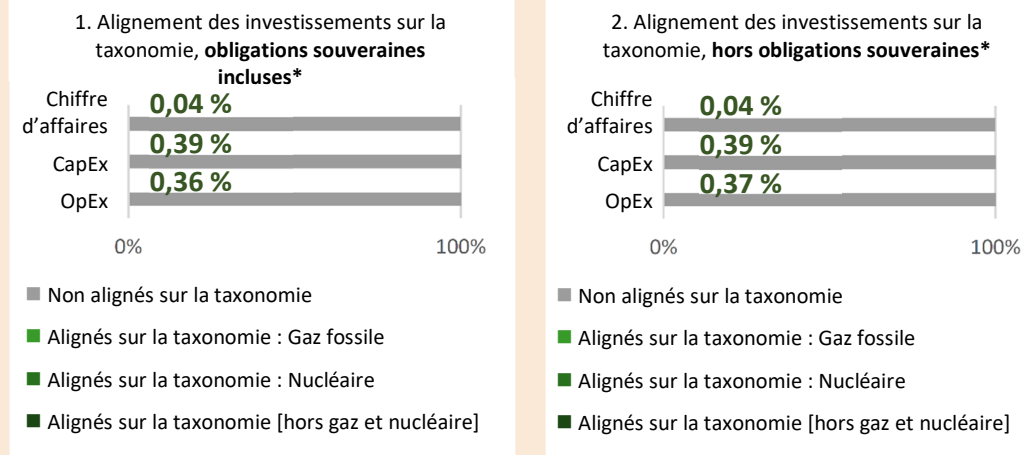 1. Alignement des investissements sur la
taxonomie, obligations souveraines
incluses*
Chiffre
d'affaires
0,04 %
CapEx
0,39 %
OpEx
0,36 %
0%
100%
Non alignés sur la taxonomie
Alignés sur la taxonomie : Gaz fossile
Alignés sur la taxonomie : Nucléaire
Alignés sur la taxonomie [hors gaz et nucléaire]
2. Alignement des investissements sur la
taxonomie, hors obligations souveraines*
Chiffre
d'affaires
0,04 %
CapEx
0,39 %
OpEx
0,37 %
0%
100%
Non alignés sur la taxonomie
Alignés sur la taxonomie : Gaz fossile
Alignés sur la taxonomie : Nucléaire
Alignés sur la taxonomie [hors gaz et nucléaire]